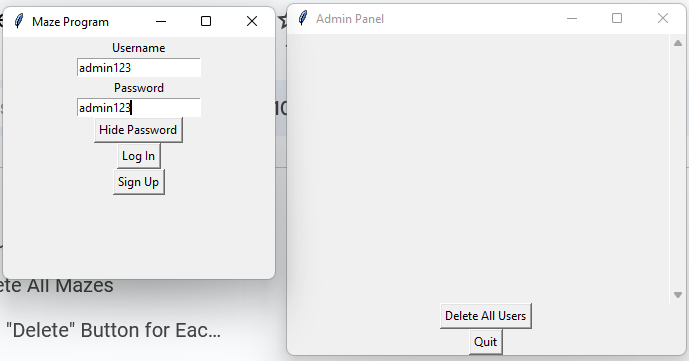 Maze Program
Username
admin123
Password
admin123
Hide Password
Log In
Sign Up
Admin Panel
Delete All Users
Quit
ete All Mazes
"Delete" Button for Eac...